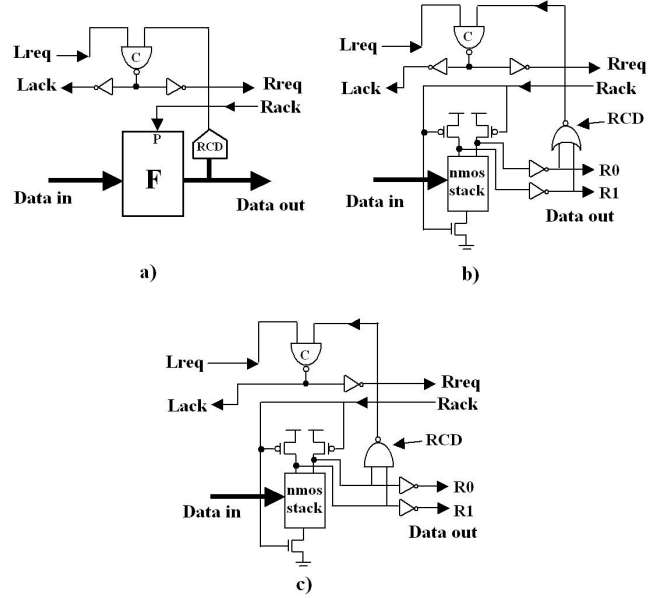 Lreq
C
Lack
Rreq
Rack
P
RCD
F
Data in
Data out
a)
Lreq
C
Lack
Rreq
Rack
RCD
nmos
stack
R0
R1
Data in
Data out
b)
Lreq
C
Lack
Rreq
Rack
RCD
nmos
stack
R0
R1
Data in
Data out
c)